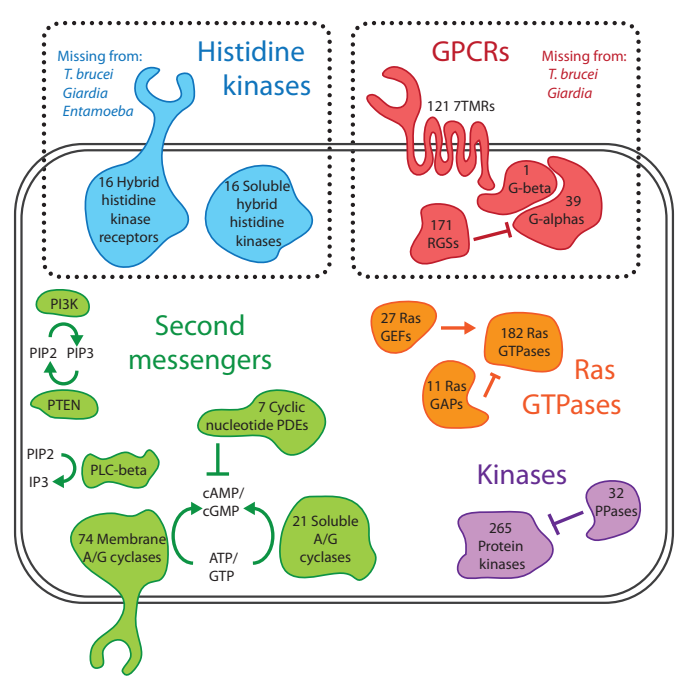 Missing from:
T. brucei
Giardia
Entamoeba
Histidine
kinases
16 Hybrid
histidine
kinase
receptors
16 Soluble
hybrid
histidine
kinases
GPCRs
Missing from:
T. brucei
Giardia
121 7TMRs
1
G-beta
39
G-alphas
171
RGSs
PI3K
PIP2 PIP3
PTEN
Second
messengers
7 Cyclic
nucleotide PDEs
PIP2
IP3
PLC-beta
cAMP/
cGMP
74 Membrane
A/G cyclases
ATP/
GTP
21 Soluble
A/G
cyclases
27 Ras
GEFs
182 Ras
GTPases
11 Ras
GAPs
Ras
GTPases
Kinases
32
PPases
265
Protein
kinases